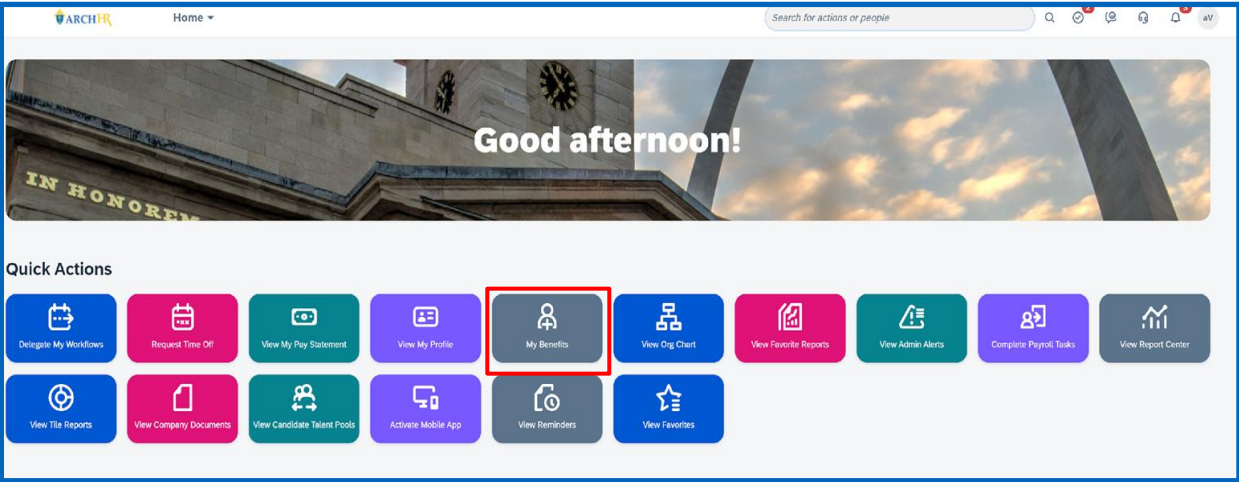 ARCHHR Home Search for actions or people aV
Good afternoon!
IN HONOREM
Quick Actions
Delegate My Workflows Request Time Off View My Pay Statement View My Profile My Benefits View Org Chart View Favorite Reports View Admin Alerts Complete Payroll Tasks View Report Center
View Tile Reports View Company Documents View Candidate Talent Pools Activate Mobile App View Reminders View Favorites